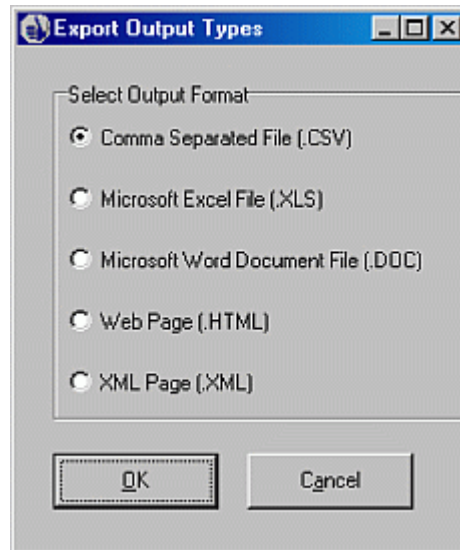 Export Output Types
Select Output Format
Comma Separated File (.CSV)
Microsoft Excel File (.XLS)
Microsoft Word Document File (.DOC)
Web Page (.HTML)
XML Page (.XML)
OK
Cancel